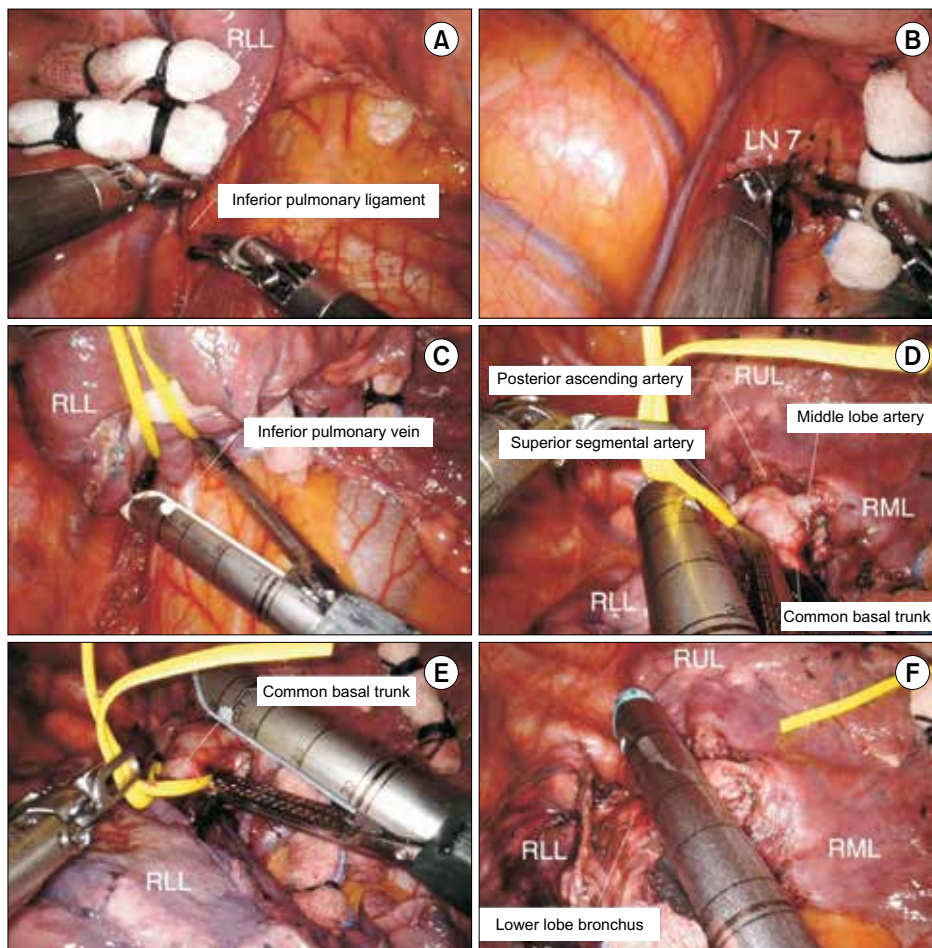 A
RLL
Inferior pulmonary ligament
B
LN 7
C
RLL
Inferior pulmonary vein
D
Posterior ascending artery
RUL
Middle lobe artery
Superior segmental artery
RML
RLL
Common basal trunk
E
Common basal trunk
RLL
F
RUL
RLL
RML
Lower lobe bronchus